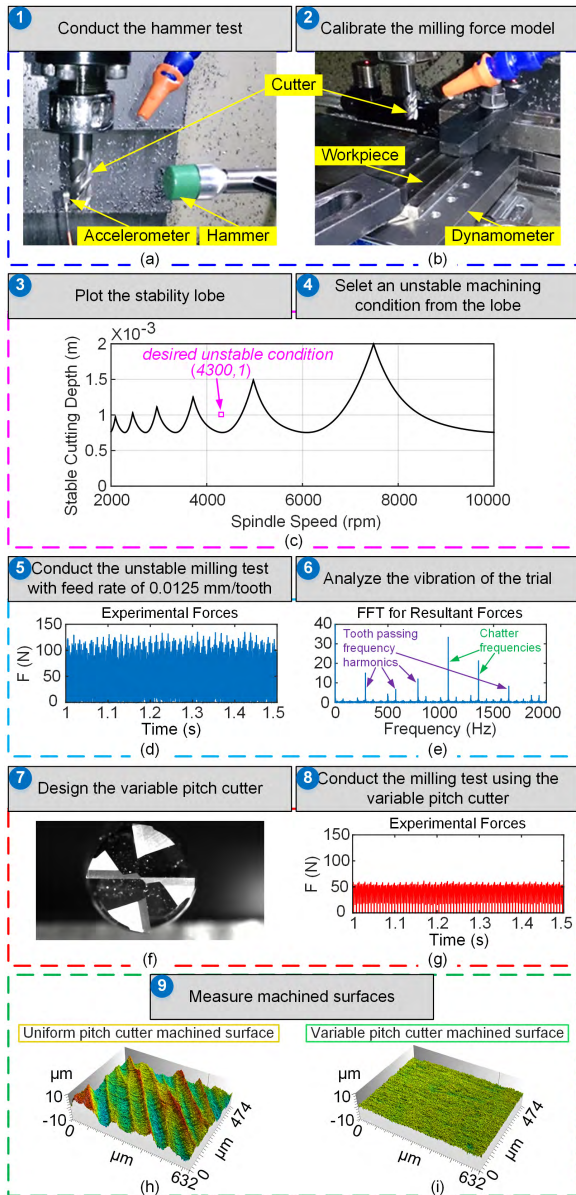 1
Conduct the hammer test
2
Calibrate the milling force model
Cutter
Accelerometer
Hammer
(a)
Workpiece
Dynamometer
(b)
3
Plot the stability lobe
4
Selet an unstable machining
condition from the lobe
X10-3
desired unstable condition
(4300,1)
Stable Cutting Depth (m)
2
1.5
1
0.5
0
2000 4000 6000 8000 10000
Spindle Speed (rpm)
(c)
5
Conduct the unstable milling test
with feed rate of 0.0125 mm/tooth
6
Analyze the vibration of the trial
Experimental Forces
F (N)
150
100
50
0
1 1.1 1.2 1.3 1.4 1.5
Time (s)
(d)
FFT for Resultant Forces
F (N)
40
30
20
10
0
Tooth passing
frequency
harmonics
Chatter
frequencies
0 500 1000 1500 2000
Frequency (Hz)
(e)
7
Design the variable pitch cutter
8
Conduct the milling test using the
variable pitch cutter
(f)
Experimental Forces
F (N)
150
100
50
0
1 1.1 1.2 1.3 1.4 1.5
Time (s)
(g)
9
Measure machined surfaces
Uniform pitch cutter machined surface
μm
10
-10
0
μm
632
0
μm
474
(h)
Variable pitch cutter machined surface
μm
10
-10
0
μm
632
0
μm
474
(i)